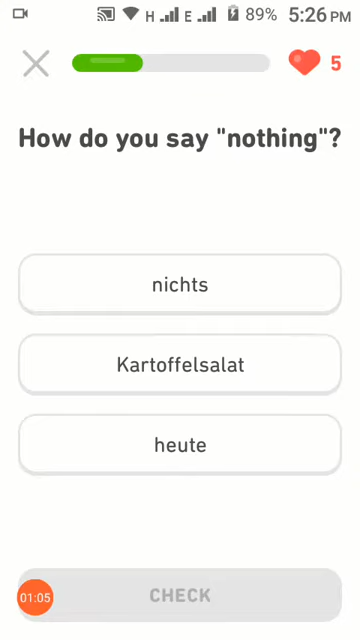 H E 89% 5:26 PM
5
How do you say "nothing"?
nichts
Kartoffelsalat
heute
01:05 CHECK